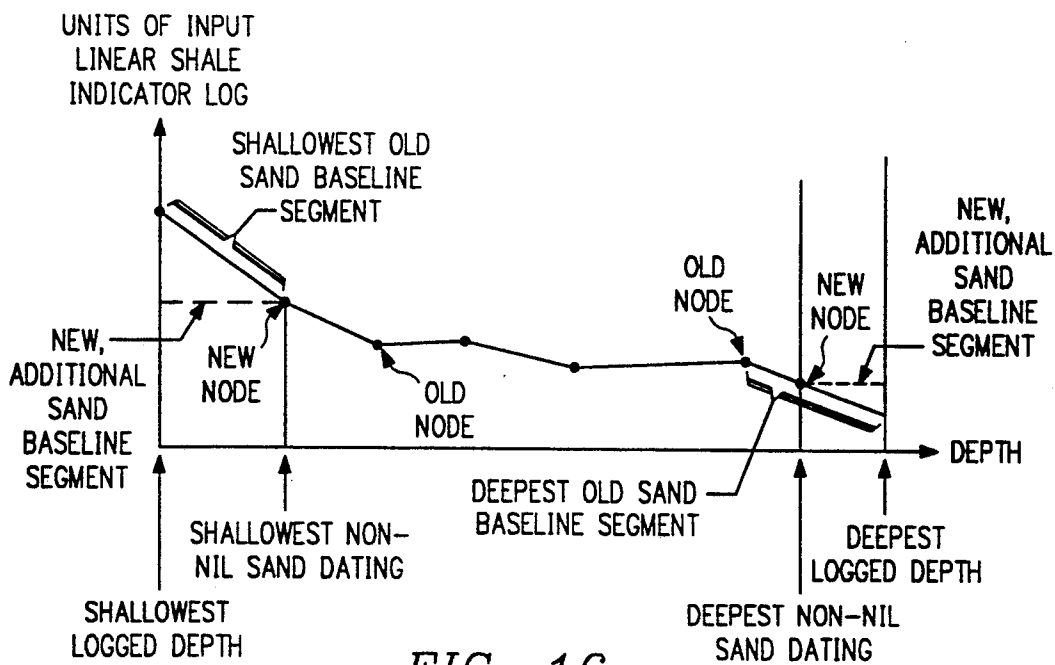 UNITS OF INPUT
LINEAR SHALE
INDICATOR LOG
SHALLOWEST OLD
SAND BASELINE
SEGMENT
NEW,
ADDITIONAL
SAND
BASELINE
SEGMENT
NEW
NODE
OLD
NODE
OLD
NODE
NEW
NODE
NEW,
ADDITIONAL
SAND
BASELINE
SEGMENT
DEPTH
DEEPEST OLD SAND
BASELINE SEGMENT
SHALLOWEST NON-
NIL SAND DATING
DEEPEST
LOGGED DEPTH
SHALLOWEST
LOGGED DEPTH
DEEPEST NON-NIL
SAND DATING
FIG. 16